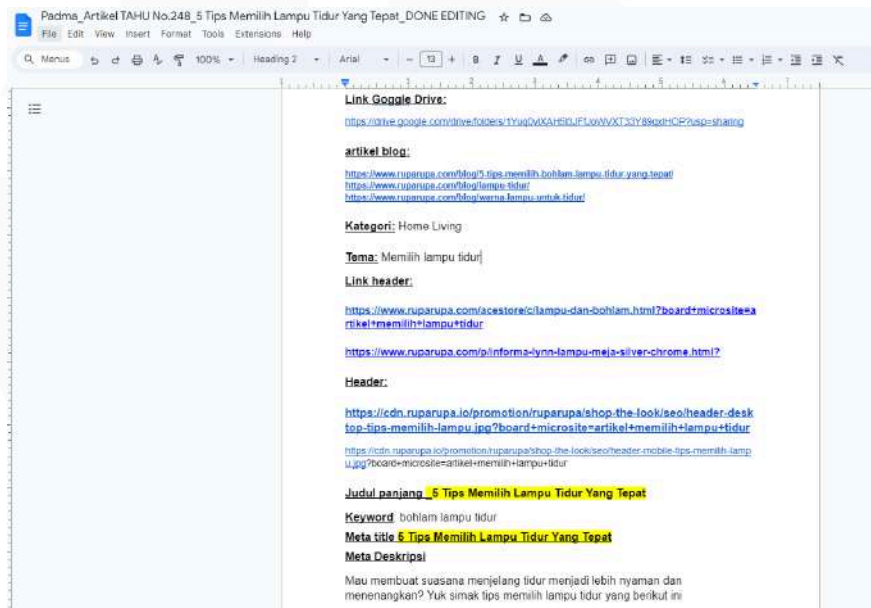 Padma_Artikel TAHU No.248_5 Tips Memilih Lampu Tidur Yang Tepat_DONE EDITING
File Edit View Insert Format Tools Extensions Help
Menus 100% Heading 2 Arial 13 B I U A
Link Goggle Drive:
artikel blog:
https://www.ruparupa.com/blog/5-tips-memilih-bohlam-lampu-tidur-yang-tepat/
https://www.ruparupa.com/blog/lampu-tidur/
https://www.ruparupa.com/blog/warna-lampu-untuk-tidur/
Kategori: Home Living
Tema: Memilih lampu tidur
Link header:
https://www.ruparupa.com/acestore/c/lampu-dan-bohlam.html?board+microsite=a
rtikel+memilih+lampu+tidur
https://www.ruparupa.com/p/informa-lynn-lampu-meja-silver-chrome.html?
Header:
https://cdn.ruparupa.io/promotion/ruparupa/shop-the-look/seo/header-desk
top-tips-memilih-lampu.jpg?board+microsite=artikel+memilih+lampu+tidur
https://cdn.ruparupa.io/promotion/ruparupa/shop-the-look/seo/header-mobile-tips-memilih-lamp
u.jpg?board+microsite=artikel+memilih+lampu+tidur
Judul panjang _5 Tips Memilih Lampu Tidur Yang Tepat
Keyword: bohlam lampu tidur
Meta title 5 Tips Memilih Lampu Tidur Yang Tepat
Meta Deskripsi
Mau membuat suasana menjelang tidur menjadi lebih nyaman dan
menenangkan? Yuk simak tips memilih lampu tidur yang berikut ini